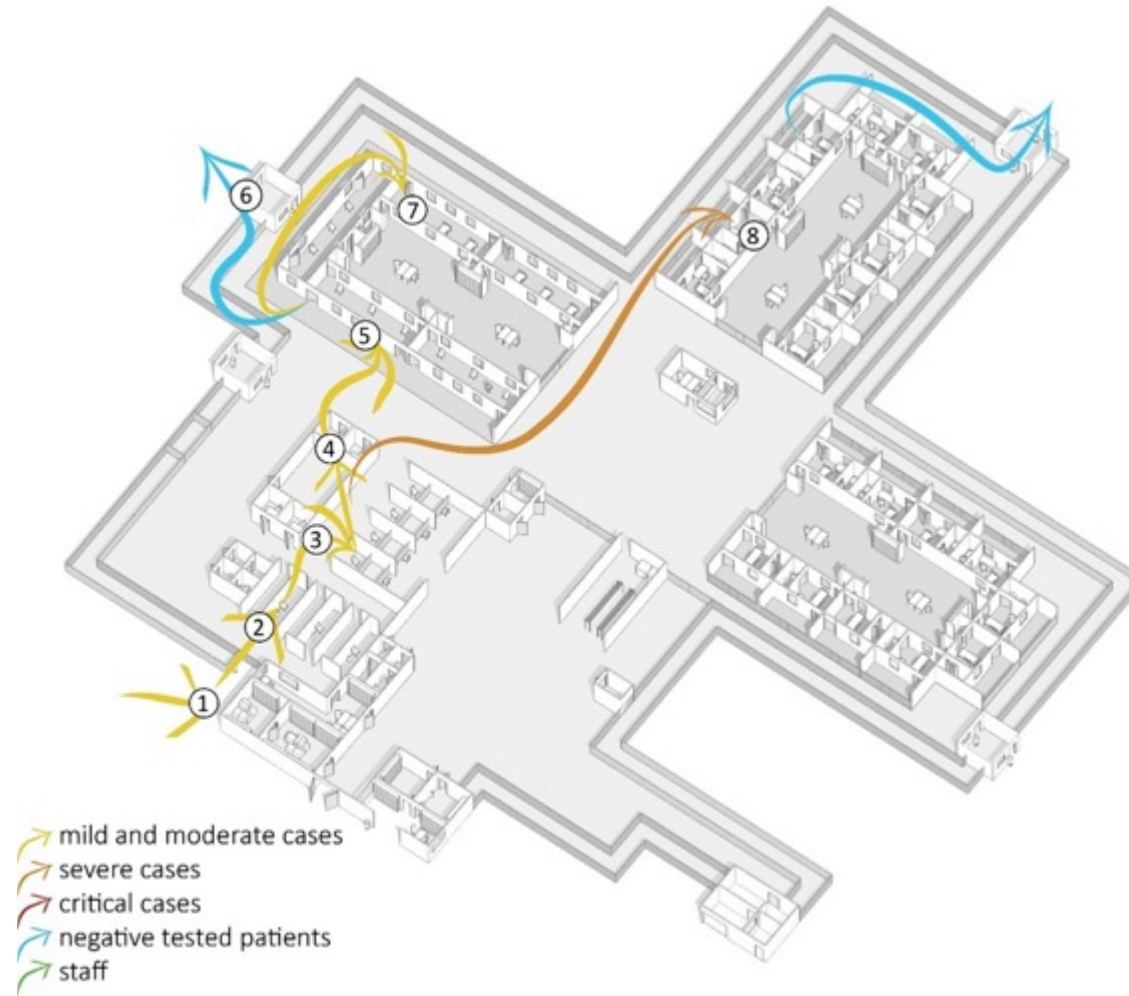 6
7
8
5
4
3
2
1
mild and moderate cases
severe cases
critical cases
negative tested patients
staff